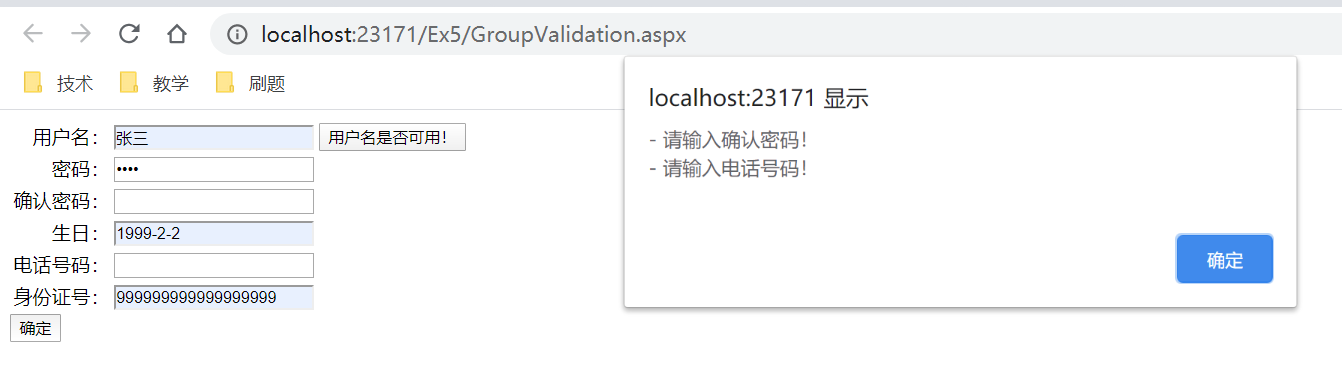 localhost:23171/Ex5/GroupValidation.aspx
技术 教学 刷题
localhost:23171 显示
- 请输入确认密码!
- 请输入电话号码!
确定
用户名: 张三 用户名是否可用!
密码: ••••
确认密码:
生日: 1999-2-2
电话号码:
身份证号: 999999999999999999
确定